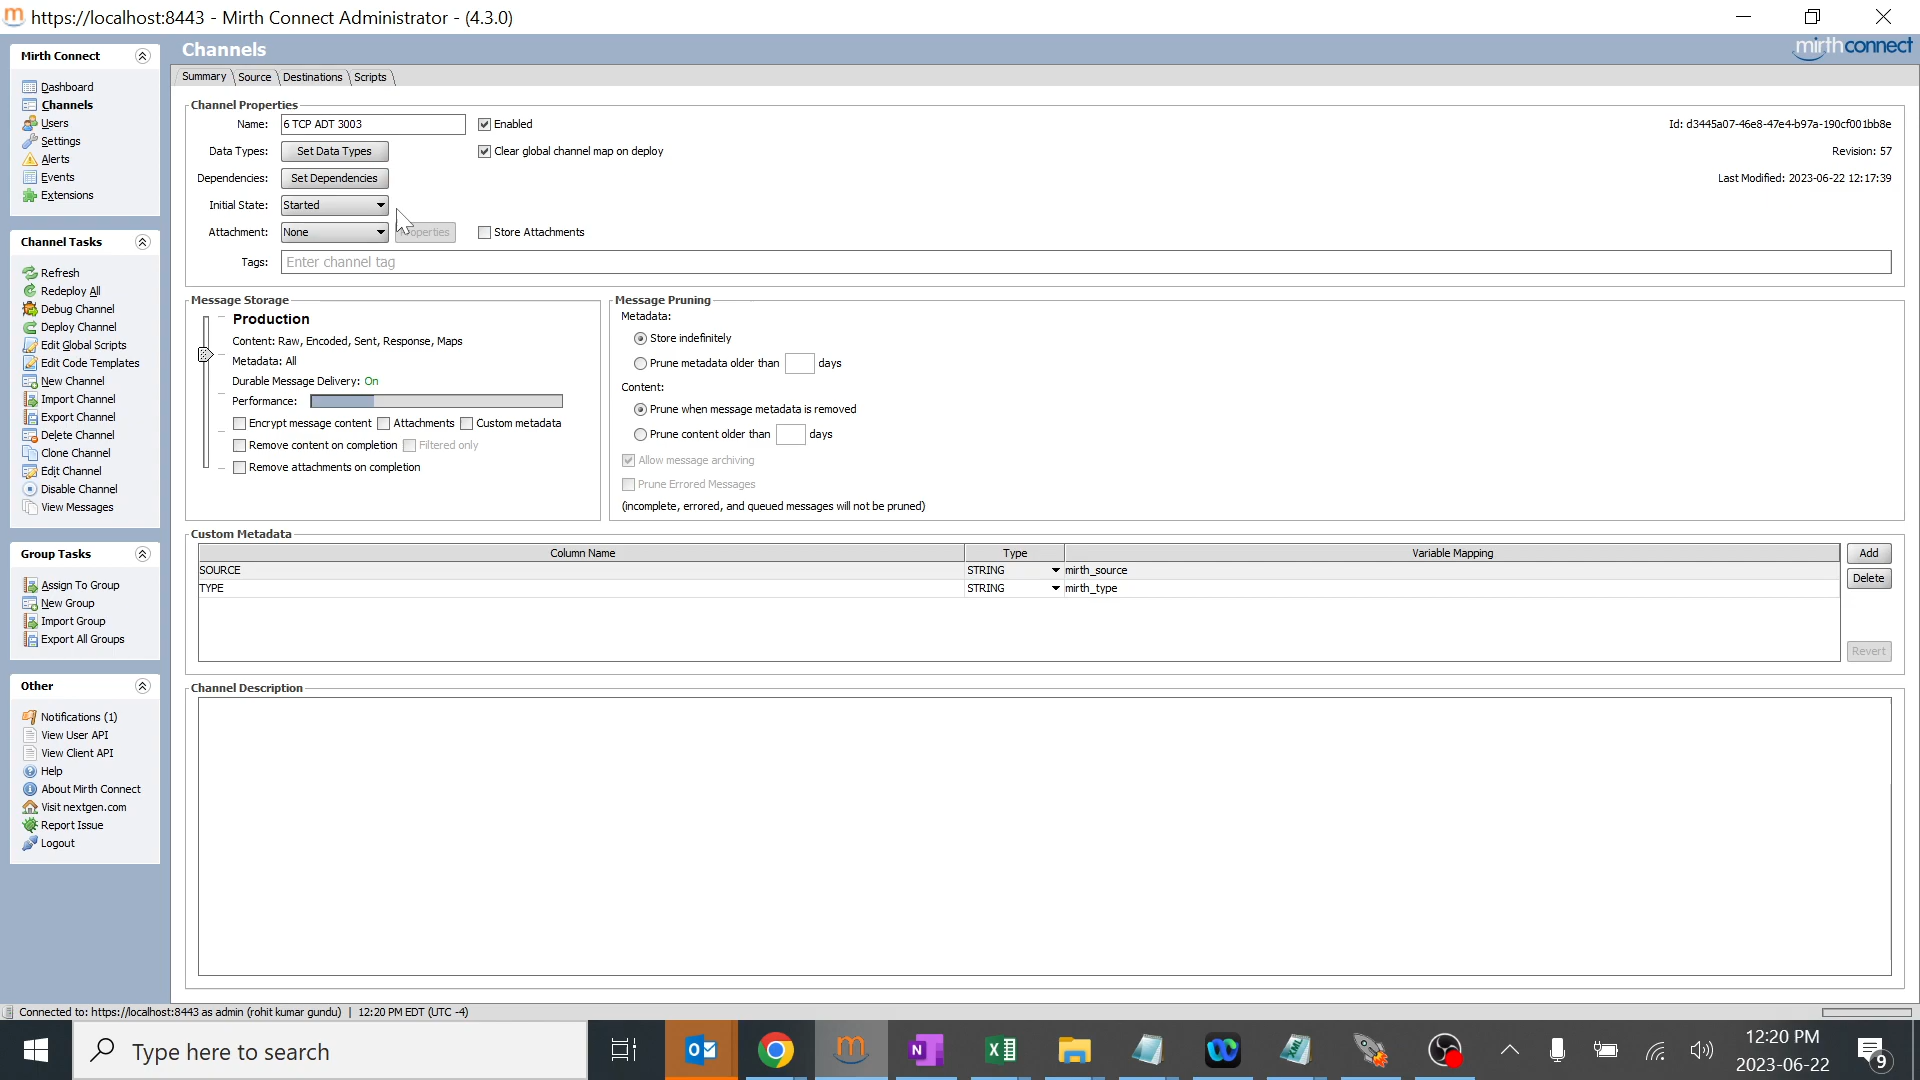 https://localhost:8443 - Mirth Connect Administrator - (4.3.0)
Mirth Connect
Dashboard
Channels
Users
Settings
Alerts
Events
Extensions
Channel Tasks
Refresh
Redeploy All
Debug Channel
Deploy Channel
Edit Global Scripts
Edit Code Templates
New Channel
Import Channel
Export Channel
Delete Channel
Clone Channel
Edit Channel
Disable Channel
View Messages
Group Tasks
Assign To Group
New Group
Import Group
Export All Groups
Other
Notifications (1)
View User API
View Client API
Help
About Mirth Connect
Visit nextgen.com
Report Issue
Logout
Channels
mirthconnect
Summary Source Destinations Scripts
Channel Properties
Name: 6 TCP ADT 3003 Enabled Id: d3445a07-46e8-47e4-b97a-190cf001bb8e
Data Types: Set Data Types Clear global channel map on deploy Revision: 57
Dependencies: Set Dependencies Last Modified: 2023-06-22 12:17:39
Initial State: Started
Attachment: None Properties Store Attachments
Tags: Enter channel tag
Message Storage
Production
Content: Raw, Encoded, Sent, Response, Maps
Metadata: All
Durable Message Delivery: On
Performance:
Encrypt message content Attachments Custom metadata
Remove content on completion Filtered only
Remove attachments on completion
Message Pruning
Metadata:
Store indefinitely
Prune metadata older than days
Content:
Prune when message metadata is removed
Prune content older than days
Allow message archiving
Prune Errored Messages
(incomplete, errored, and queued messages will not be pruned)
Custom Metadata
Column Name Type Variable Mapping Add
SOURCE STRING mirth_source
Delete
TYPE STRING mirth_type
Revert
Channel Description
Connected to: https://localhost:8443 as admin (rohit kumar gundu) | 12:20 PM EDT (UTC -4)
Type here to search
12:20 PM
2023-06-22
9